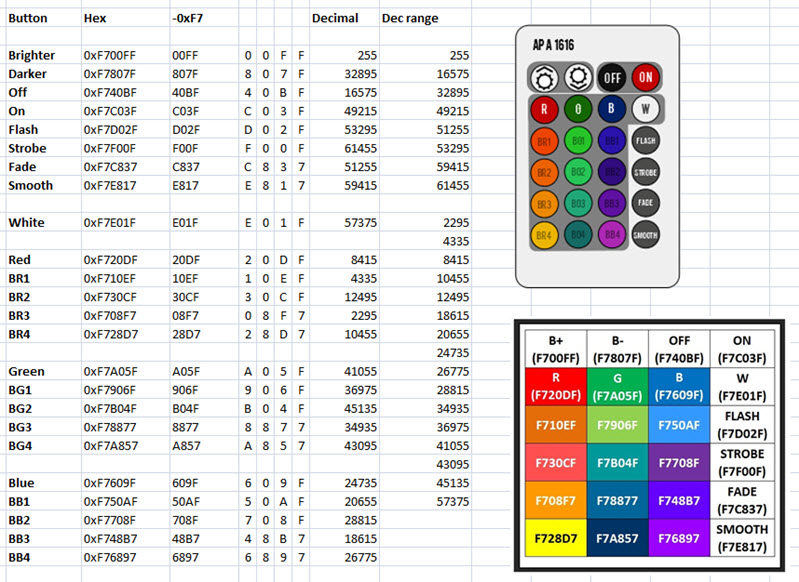 Button Hex -0xF7 Decimal Dec range
Brighter 0xF700FF 00FF 0 0 F F 255 255
Darker 0xF7807F 807F 8 0 7 F 32895 16575
Off 0xF740BF 40BF 4 0 B F 16575 32895
On 0xF7C03F C03F C 0 3 F 49215 49215
Flash 0xF7D02F D02F D 0 2 F 53295 51255
Strobe 0xF7F00F F00F F 0 0 F 61455 53295
Fade 0xF7C837 C837 C 8 3 7 51255 59415
Smooth 0xF7E817 E817 E 8 1 7 59415 61455
White 0xF7E01F E01F E 0 1 F 57375 2295
4335
Red 0xF720DF 20DF 2 0 D F 8415 8415
BR1 0xF710EF 10EF 1 0 E F 4335 10455
BR2 0xF730CF 30CF 3 0 C F 12495 12495
BR3 0xF708F7 08F7 0 8 F 7 2295 18615
BR4 0xF728D7 28D7 2 8 D 7 10455 20655
24735
Green 0xF7A05F A05F A 0 5 F 41055 26775
BG1 0xF7906F 906F 9 0 6 F 36975 28815
BG2 0xF7B04F B04F B 0 4 F 45135 34935
BG3 0xF78877 8877 8 8 7 7 34935 36975
BG4 0xF7A857 A857 A 8 5 7 43095 41055
43095
Blue 0xF7609F 609F 6 0 9 F 24735 45135
BB1 0xF750AF 50AF 5 0 A F 20655 57375
BB2 0xF7708F 708F 7 0 8 F 28815
BB3 0xF748B7 48B7 4 8 B 7 18615
BB4 0xF76897 6897 6 8 9 7 26775
AP A 1616
OFF ON
R G B W
BR1 BG1 BB1 FLASH
BR2 BG2 BB2 STROBE
BR3 BG3 BB3 FADE
BR4 BG4 BB4 SMOOTH
B+ B- OFF ON
(F700FF) (F7807F) (F740BF) (F7C03F)
R G B W
(F720DF) (F7A05F) (F7609F) (F7E01F)
F710EF F7906F F750AF FLASH
(F7D02F)
F730CF F7B04F F7708F STROBE
(F7F00F)
F708F7 F78877 F748B7 FADE
(F7C837)
F728D7 F7A857 F76897 SMOOTH
(F7E817)